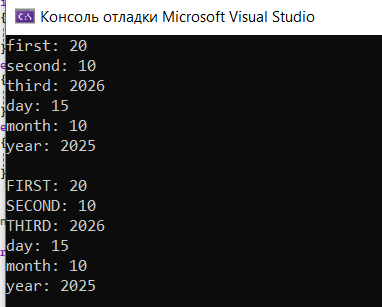 Консоль отладки Microsoft Visual Studio
first: 20
second: 10
third: 2026
day: 15
month: 10
year: 2025
FIRST: 20
SECOND: 10
THIRD: 2026
day: 15
month: 10
year: 2025